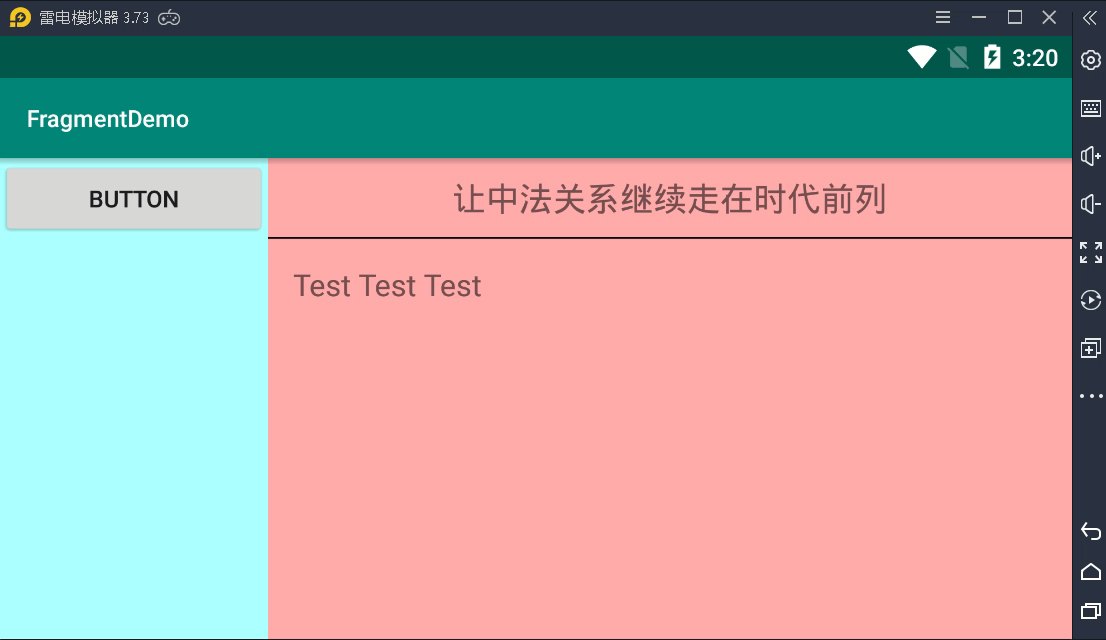 雷电模拟器 3.73
3:20
FragmentDemo
BUTTON
让中法关系继续走在时代前列
Test Test Test